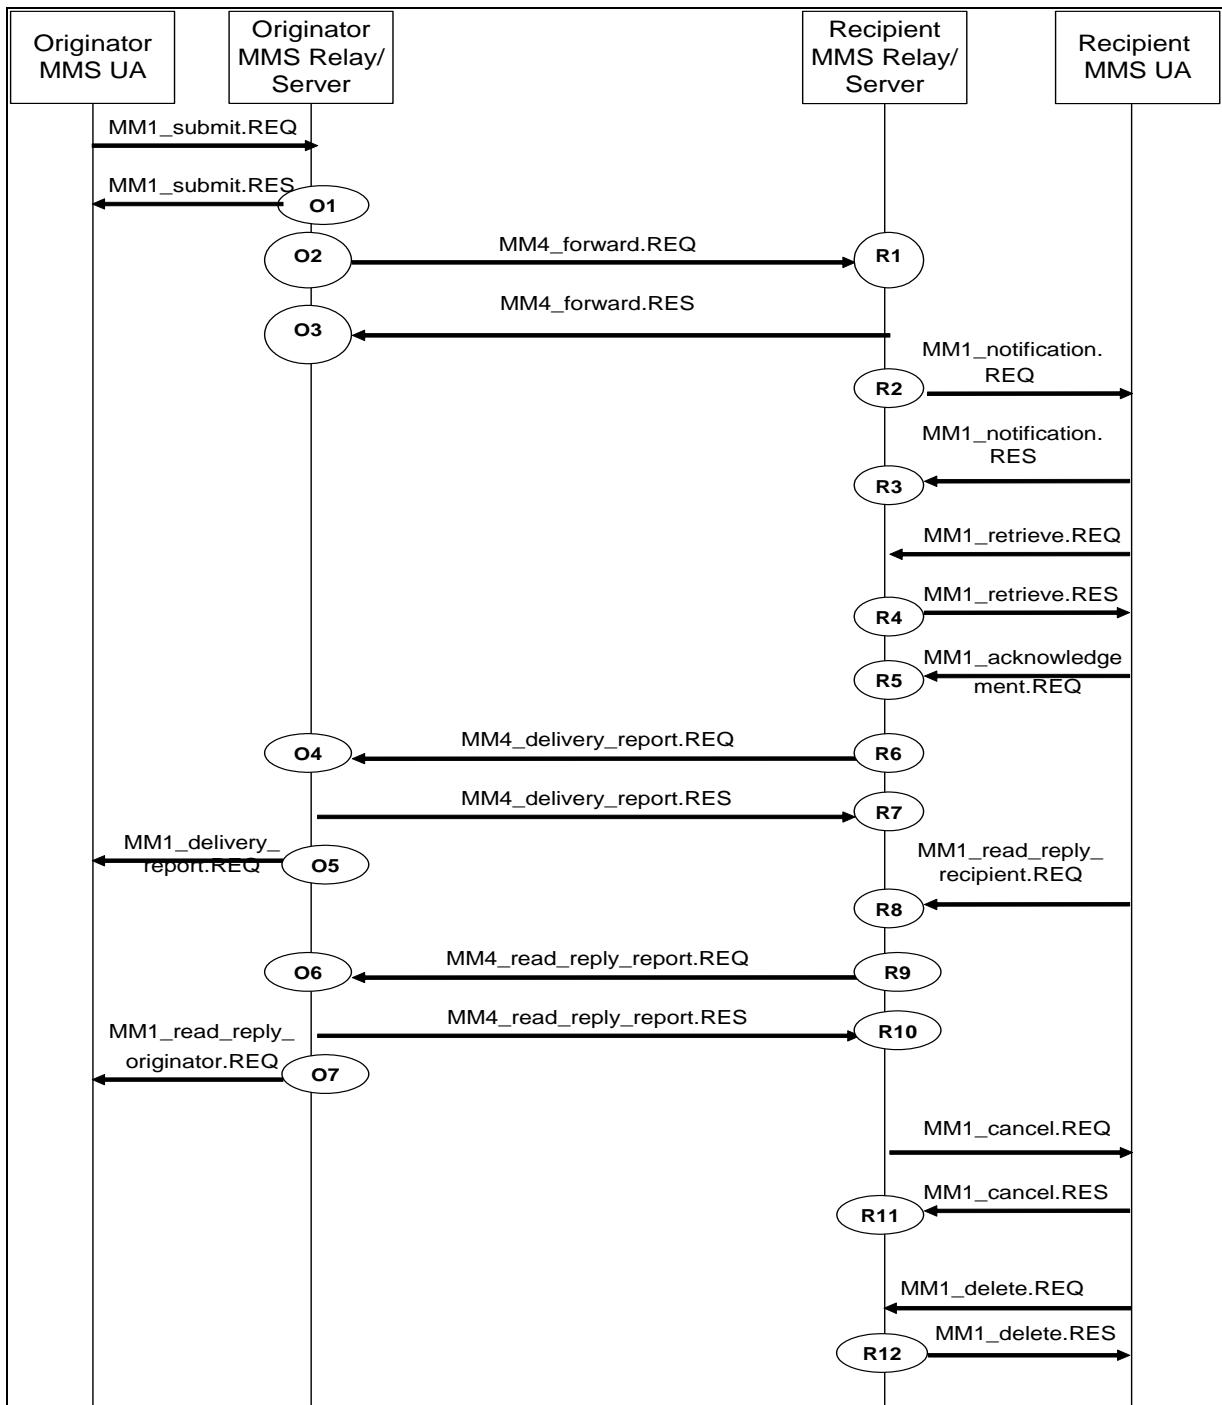 Originator
MMS UA
Originator
MMS Relay/
Server
Recipient
MMS Relay/
Server
Recipient
MMS UA
MM1_submit.REQ
MM1_submit.RES
O1
O2
MM4_forward.REQ
R1
MM4_forward.RES
O3
MM1_notification.
REQ
R2
MM1_notification.
RES
R3
MM1_retrieve.REQ
MM1_retrieve.RES
R4
MM1_acknowledge
ment.REQ
R5
O4
MM4_delivery_report.REQ
R6
MM4_delivery_report.RES
R7
MM1_delivery_
report.REQ
O5
MM1_read_reply_
recipient.REQ
R8
O6
MM4_read_reply_report.REQ
R9
MM4_read_reply_report.RES
R10
MM1_read_reply_
originator.REQ
O7
MM1_cancel.REQ
MM1_cancel.RES
R11
MM1_delete.REQ
MM1_delete.RES
R12